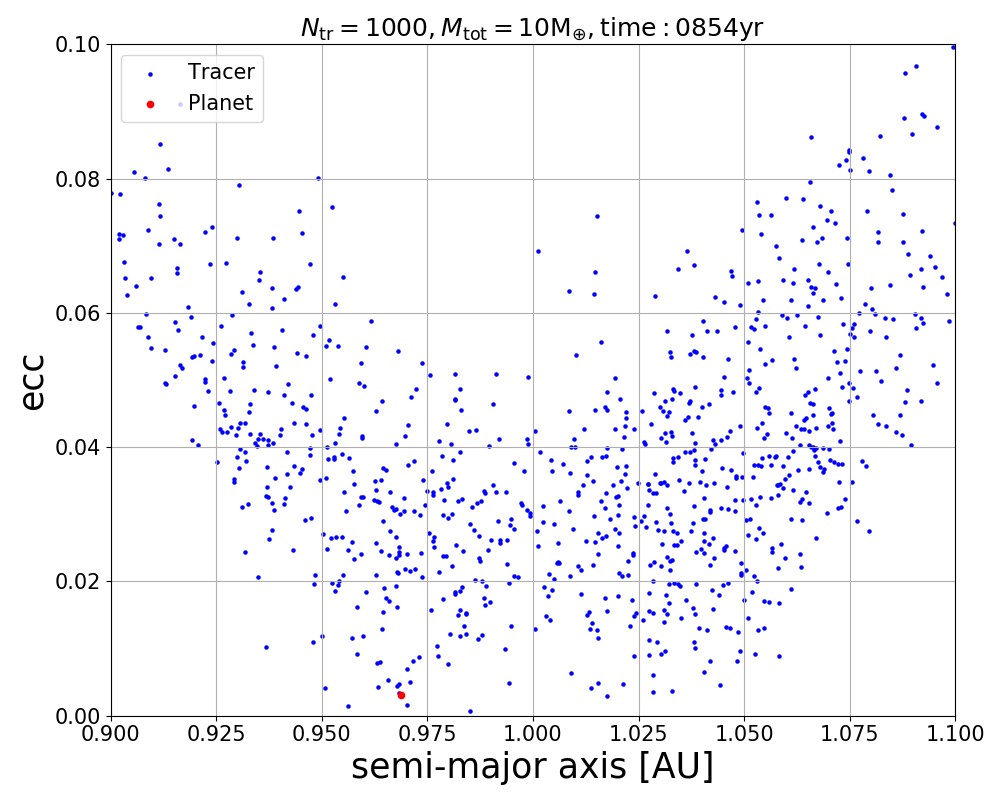 N_tr = 1000, M_tot = 10M_⊕, time : 0854yr
0.10
Tracer
Planet
0.08
0.06
ecc
0.04
0.02
0.00
0.900 0.925 0.950 0.975 1.000 1.025 1.050 1.075 1.100
semi-major axis [AU]